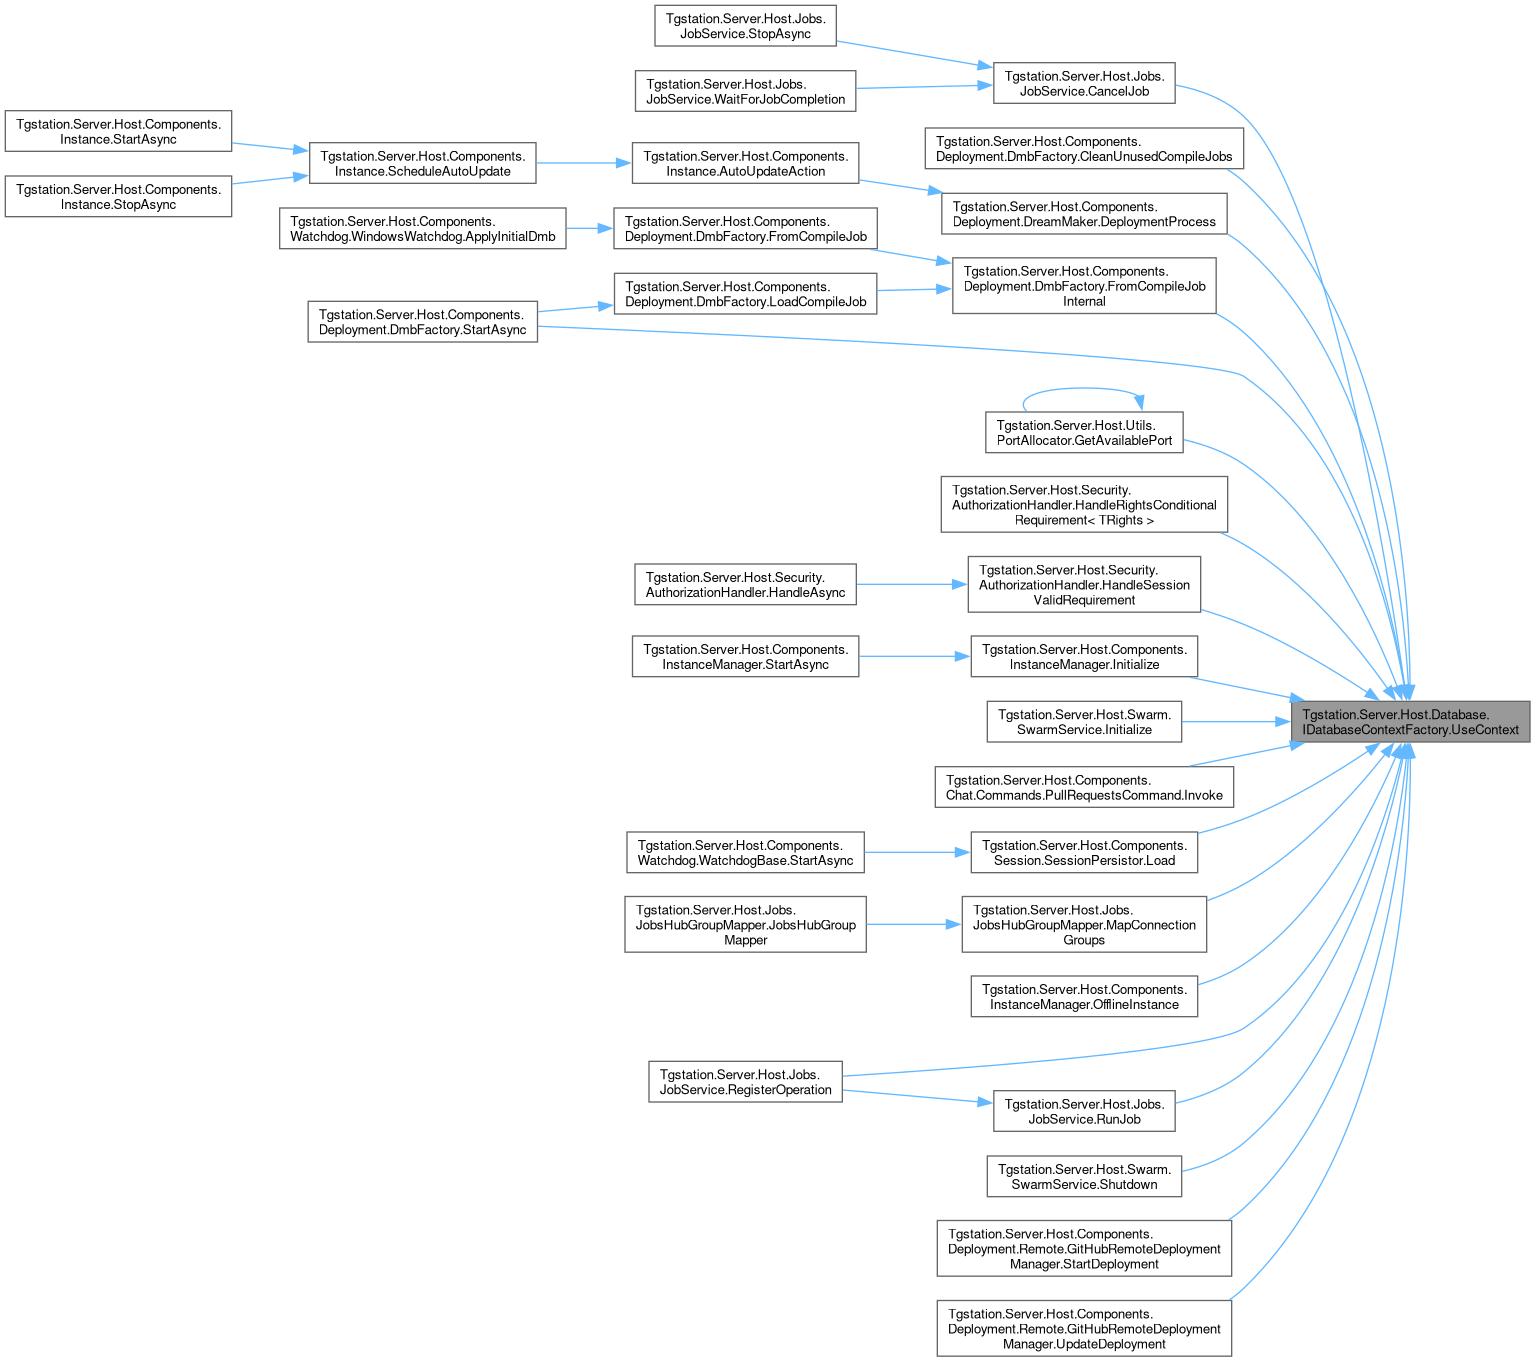 Tgstation.Server.Host.Jobs.
JobService.StopAsync
Tgstation.Server.Host.Jobs.
JobService.CancelJob
Tgstation.Server.Host.Jobs.
JobService.WaitForJobCompletion
Tgstation.Server.Host.Components.
Instance.StartAsync
Tgstation.Server.Host.Components.
Deployment.DmbFactory.CleanUnusedCompileJobs
Tgstation.Server.Host.Components.
Instance.ScheduleAutoUpdate
Tgstation.Server.Host.Components.
Instance.AutoUpdateAction
Tgstation.Server.Host.Components.
Instance.StopAsync
Tgstation.Server.Host.Components.
Deployment.DreamMaker.DeploymentProcess
Tgstation.Server.Host.Components.
Watchdog.WindowsWatchdog.ApplyInitialDmb
Tgstation.Server.Host.Components.
Deployment.DmbFactory.FromCompileJob
Tgstation.Server.Host.Components.
Deployment.DmbFactory.FromCompileJob
Internal
Tgstation.Server.Host.Components.
Deployment.DmbFactory.LoadCompileJob
Tgstation.Server.Host.Components.
Deployment.DmbFactory.StartAsync
Tgstation.Server.Host.Utils.
PortAllocator.GetAvailablePort
Tgstation.Server.Host.Security.
AuthorizationHandler.HandleRightsConditional
Requirement< TRights >
Tgstation.Server.Host.Security.
AuthorizationHandler.HandleAsync
Tgstation.Server.Host.Security.
AuthorizationHandler.HandleSession
ValidRequirement
Tgstation.Server.Host.Components.
InstanceManager.StartAsync
Tgstation.Server.Host.Components.
InstanceManager.Initialize
Tgstation.Server.Host.Swarm.
SwarmService.Initialize
Tgstation.Server.Host.Database.
IDatabaseContextFactory.UseContext
Tgstation.Server.Host.Components.
Chat.Commands.PullRequestsCommand.Invoke
Tgstation.Server.Host.Components.
Watchdog.WatchdogBase.StartAsync
Tgstation.Server.Host.Components.
Session.SessionPersistor.Load
Tgstation.Server.Host.Jobs.
JobsHubGroupMapper.JobsHubGroup
Mapper
Tgstation.Server.Host.Jobs.
JobsHubGroupMapper.MapConnection
Groups
Tgstation.Server.Host.Components.
InstanceManager.OfflineInstance
Tgstation.Server.Host.Jobs.
JobService.RegisterOperation
Tgstation.Server.Host.Jobs.
JobService.RunJob
Tgstation.Server.Host.Swarm.
SwarmService.Shutdown
Tgstation.Server.Host.Components.
Deployment.Remote.GitHubRemoteDeployment
Manager.StartDeployment
Tgstation.Server.Host.Components.
Deployment.Remote.GitHubRemoteDeployment
Manager.UpdateDeployment